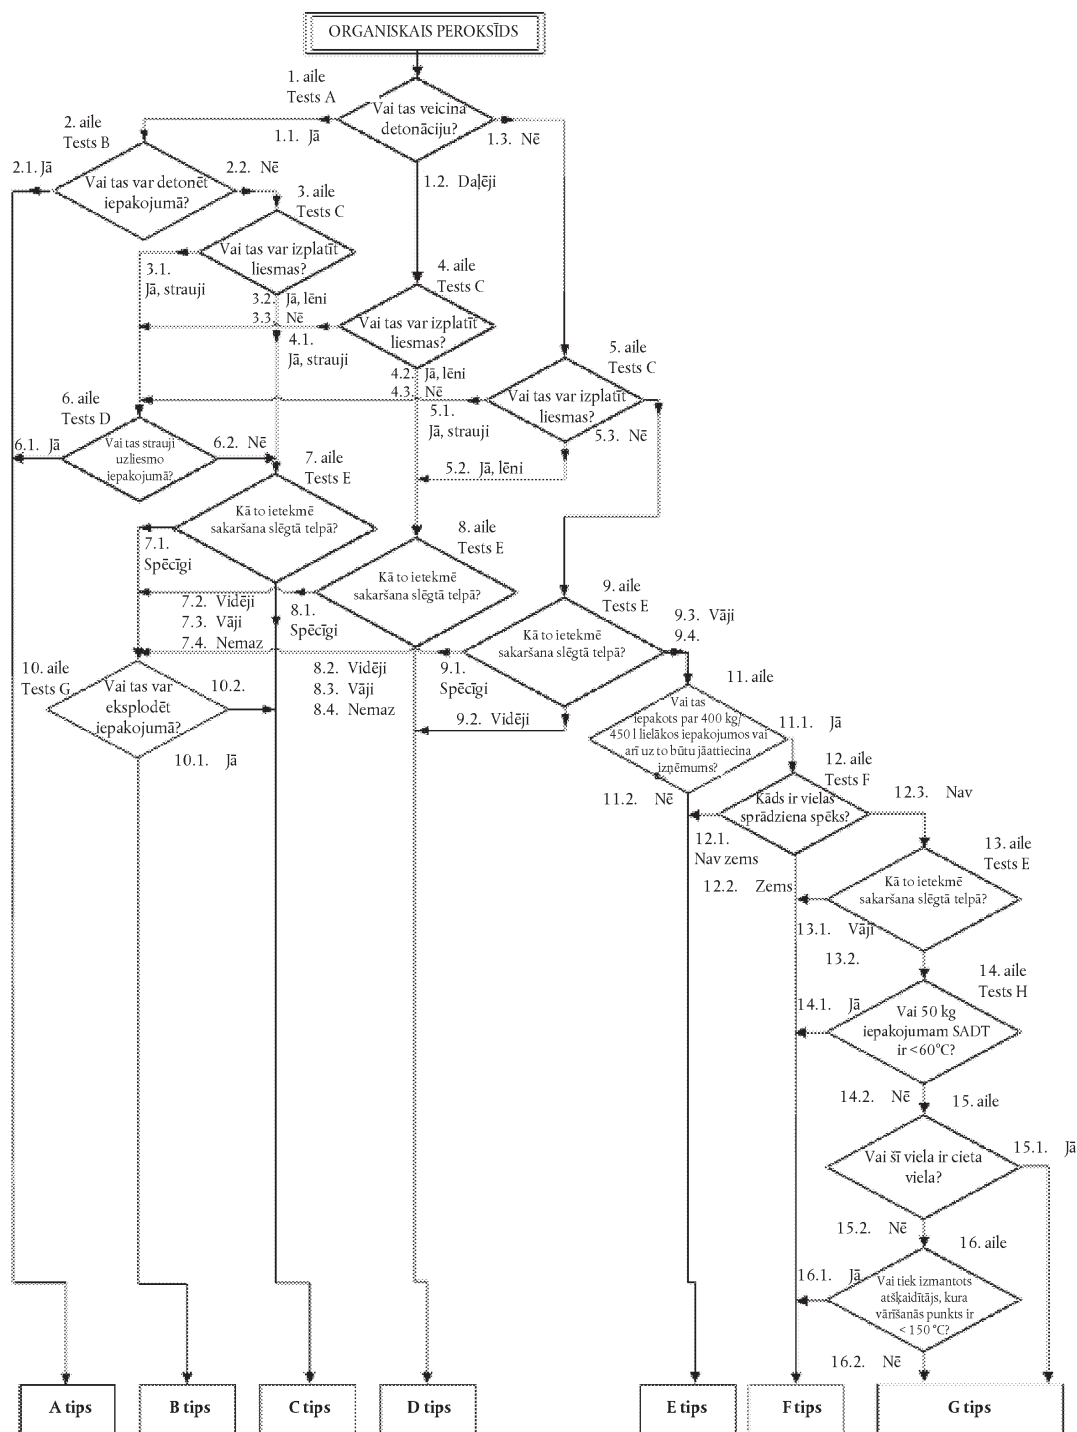 ORGANISKAIS PEROKSĪDS
1. aile
Tests A
Vai tas veicina
detonāciju?
1.1. Jā
1.3. Nē
1.2. Daļēji
2. aile
Tests B
2.1. Jā
2.2. Nē
Vai tas var detonēt
iepakojumā?
3. aile
Tests C
Vai tas var izplatīt
liesmas?
3.1.
Jā, strauji
3.2. Jā, lēni
3.3. Nē
4. aile
Tests C
Vai tas var izplatīt
liesmas?
4.1.
Jā, strauji
4.2. Jā, lēni
4.3. Nē
5. aile
Tests C
Vai tas var izplatīt
liesmas?
5.1.
Jā, strauji
5.3. Nē
5.2. Jā, lēni
6. aile
Tests D
6.1. Jā
6.2. Nē
Vai tas strauji
uzliesmo
iepakojumā?
7. aile
Tests E
Kā to ietekmē
sakaršana slēgtā telpā?
7.1.
Spēcīgi
7.2. Vidēji
7.3. Vāji
7.4. Nemaz
8. aile
Tests E
Kā to ietekmē
sakaršana slēgtā telpā?
8.1.
Spēcīgi
8.2. Vidēji
8.3. Vāji
8.4. Nemaz
9. aile
Tests E
Kā to ietekmē
sakaršana slēgtā telpā?
9.3. Vāji
9.4.
9.1.
Spēcīgi
9.2. Vidēji
10. aile
Tests G
Vai tas var
eksplodēt
iepakojumā?
10.2.
10.1. Jā
11. aile
Vai tas
iepakots par 400 kg/
450 l lielākos iepakojumos vai
arī uz to būtu jāattiecina
izņēmums?
11.1. Jā
11.2. Nē
12. aile
Tests F
Kāds ir vielas
sprādziena spēks?
12.3. Nav
12.1.
Nav zems
12.2. Zems
13. aile
Tests E
Kā to ietekmē
sakaršana slēgtā telpā?
13.1. Vāji
13.2.
14. aile
Tests H
14.1. Jā
Vai 50 kg
iepakojumam SADT
ir <60°C?
14.2. Nē
15. aile
Vai šī viela ir cieta
viela?
15.1. Jā
15.2. Nē
16. aile
16.1. Jā
Vai tiek izmantots
atšķaidītājs, kura
vārīšanās punkts ir
< 150 °C?
16.2. Nē
A tips
B tips
C tips
D tips
E tips
F tips
G tips